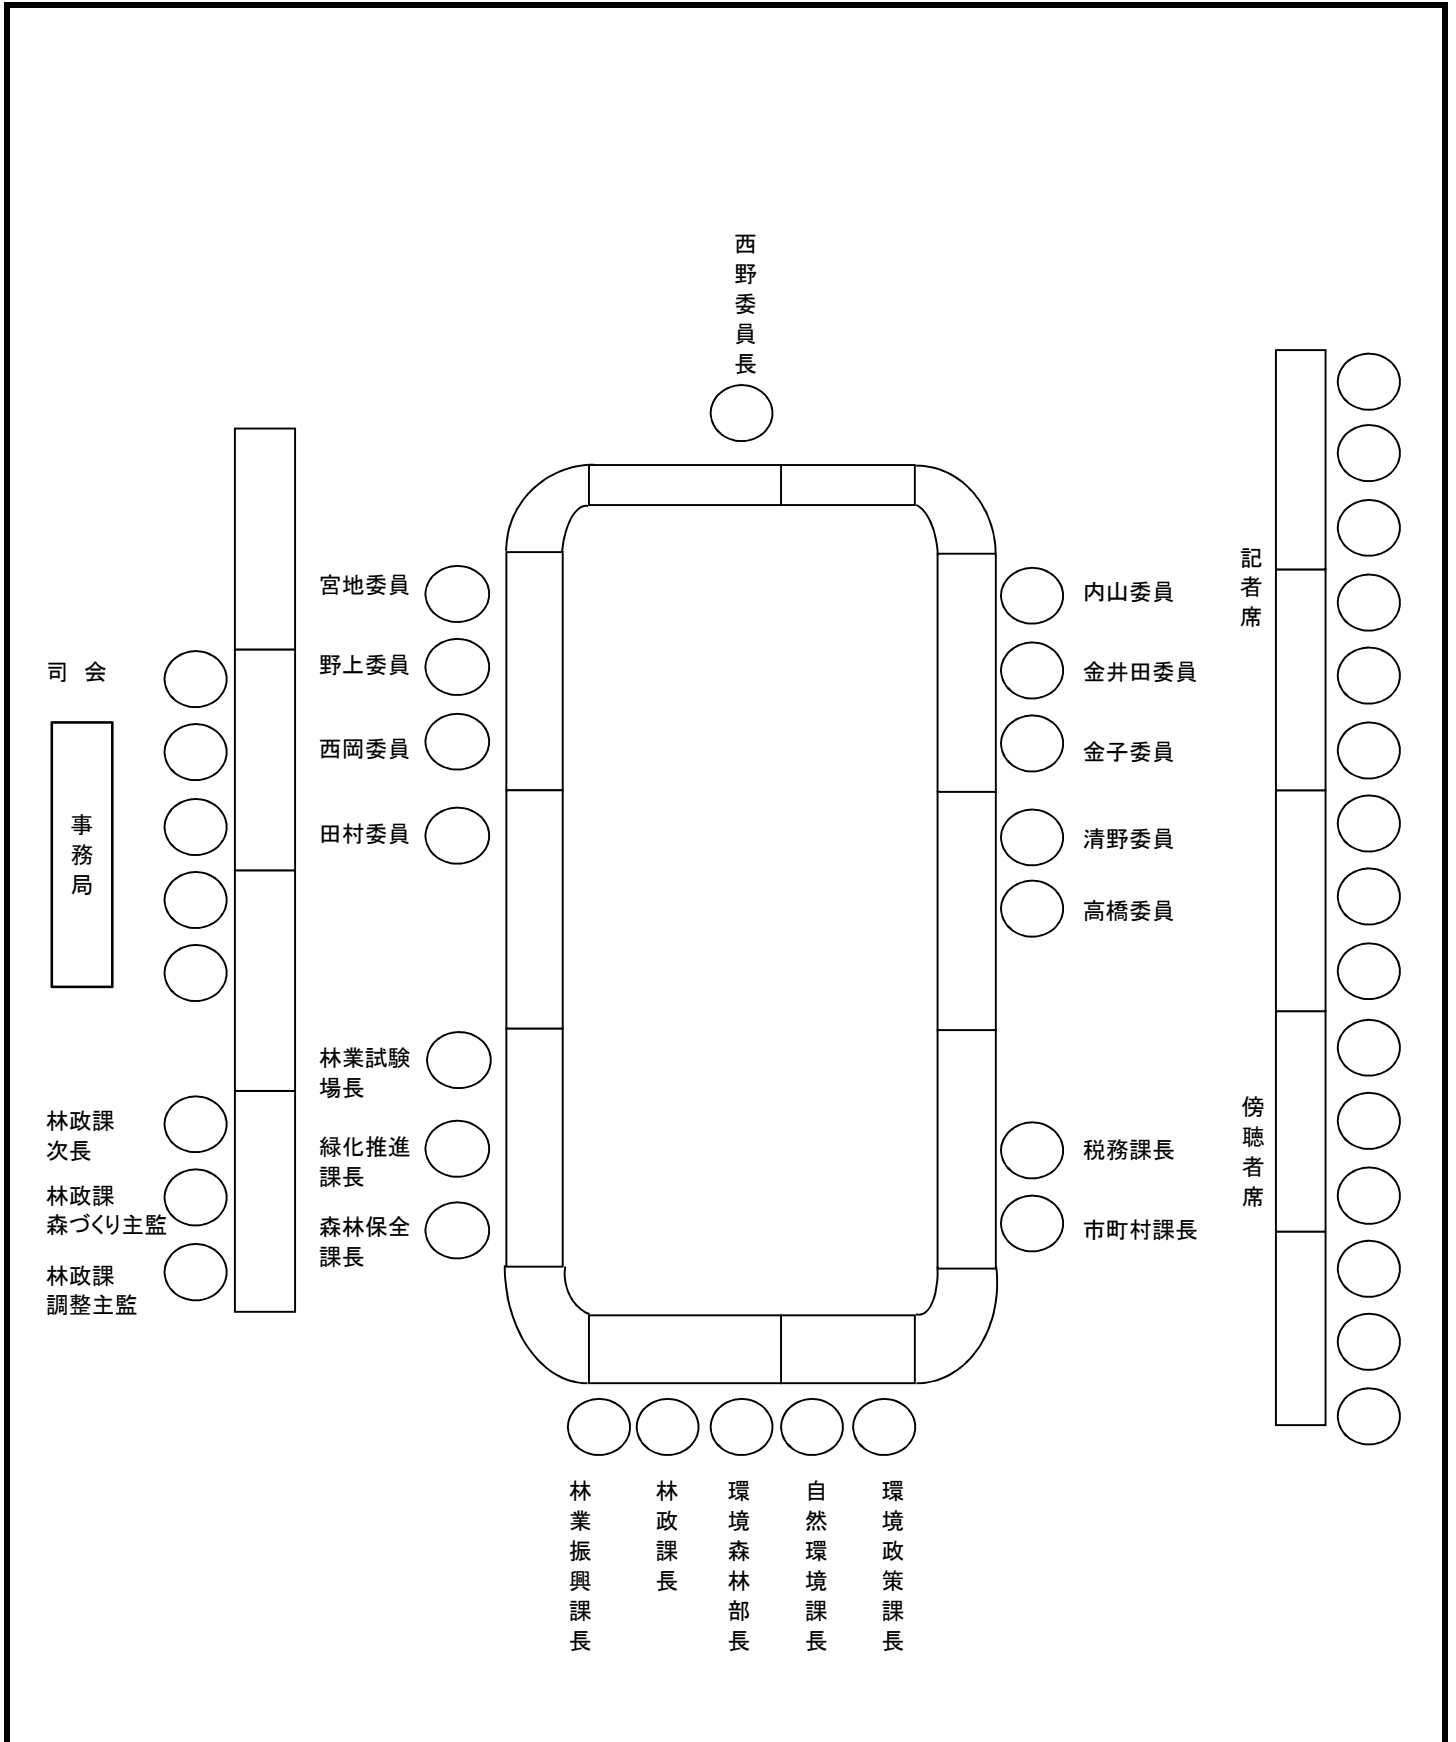 西野委員長
宮地委員
野上委員
西岡委員
田村委員
林業試験
場長
緑化推進
課長
森林保全
課長
内山委員
金井田委員
金子委員
清野委員
高橋委員
税務課長
市町村課長
司 会
事務局
林政課
次長
林政課
森づくり主監
林政課
調整主監
記者席
傍聴者席
林業振興課長
林政課長
環境森林部長
自然環境課長
環境政策課長